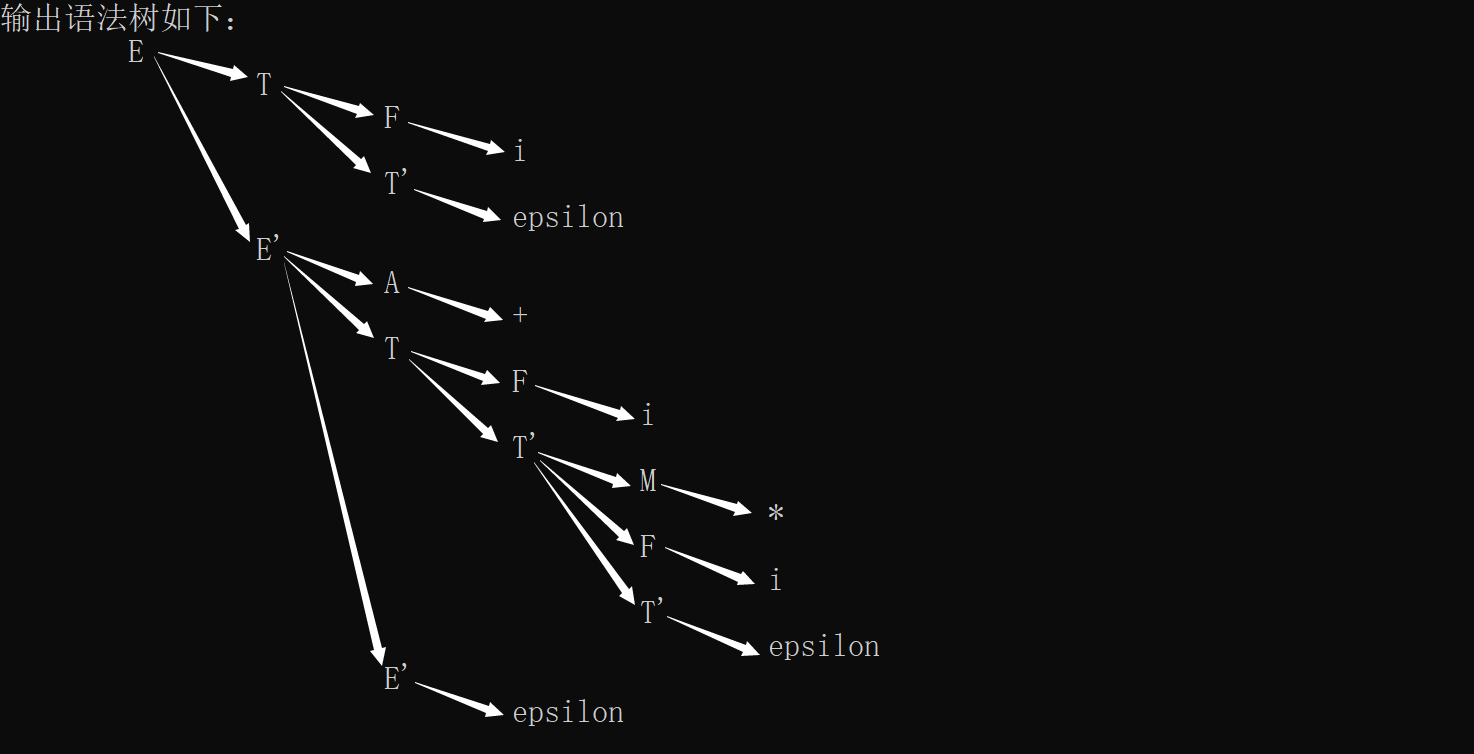 输出语法树如下：
E
T
F
i
T'
epsilon
E'
A
+
T
F
i
T'
M
*
F
i
T'
epsilon
E'
epsilon